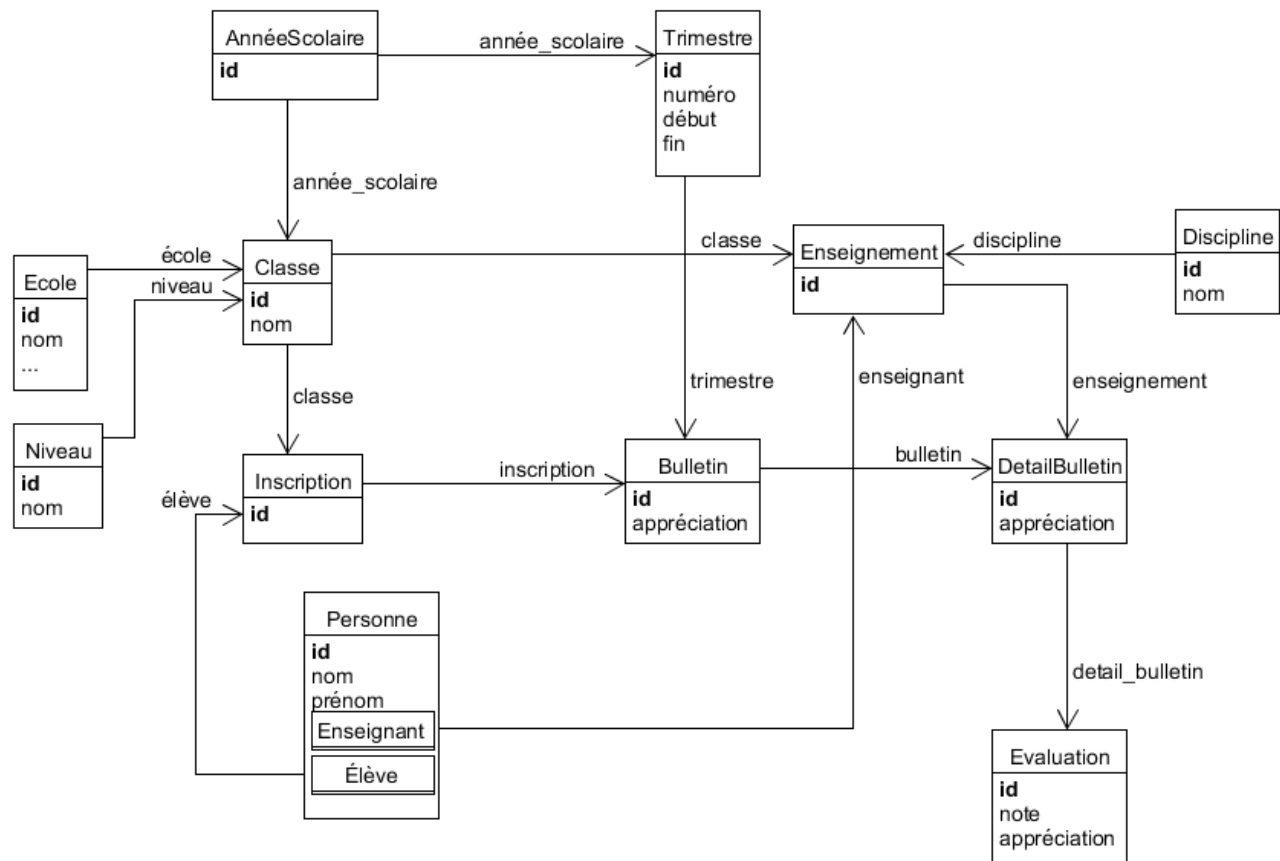 AnnéeScolaire
id
année_scolaire
Trimestre
id
numéro
début
fin
année_scolaire
Ecole
id
nom
...
école
niveau
Classe
id
nom
classe
Enseignement
id
discipline
Discipline
id
nom
Niveau
id
nom
classe
trimestre
enseignant
enseignement
élève
Inscription
id
inscription
Bulletin
id
appréciation
bulletin
DetailBulletin
id
appréciation
Personne
id
nom
prénom
Enseignant
Élève
detail_bulletin
Evaluation
id
note
appréciation